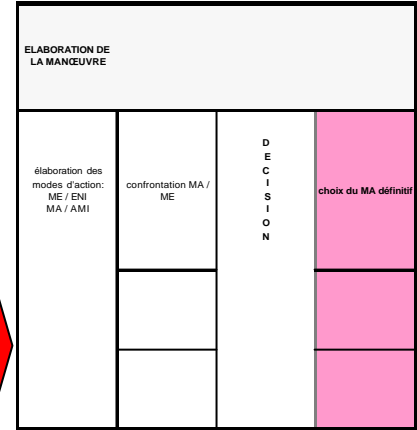 ELABORATION DE
LA MANŒUVRE
élaboration des
modes d'action:
ME / ENI
MA / AMI
confrontation MA /
ME
D
E
C
I
S
I
O
N
choix du MA définitif